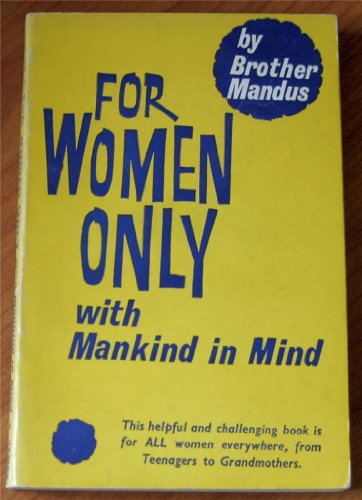 by
Brother
Mandus
FOR
WOMEN
ONLY
with
Mankind in Mind
This helpful and challenging book is
for ALL women everywhere, from
Teenagers to Grandmothers.